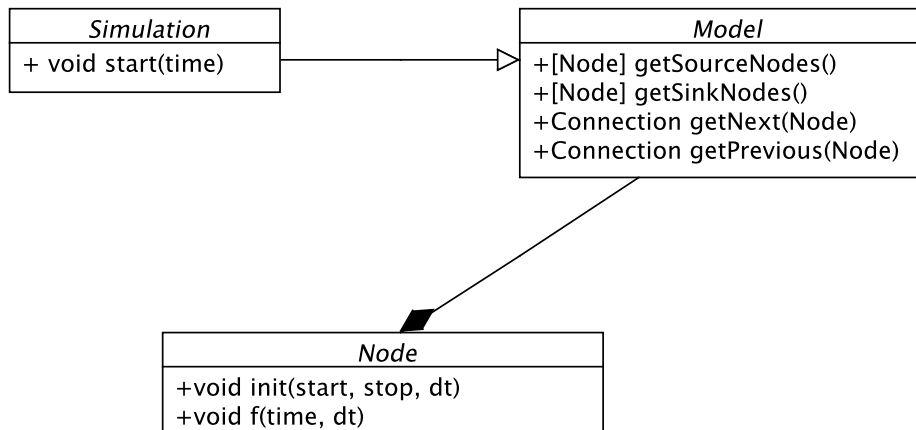 Simulation
+ void start(time)
Model
+[Node] getSourceNodes()
+[Node] getSinkNodes()
+Connection getNext(Node)
+Connection getPrevious(Node)
Node
+void init(start, stop, dt)
+void f(time, dt)